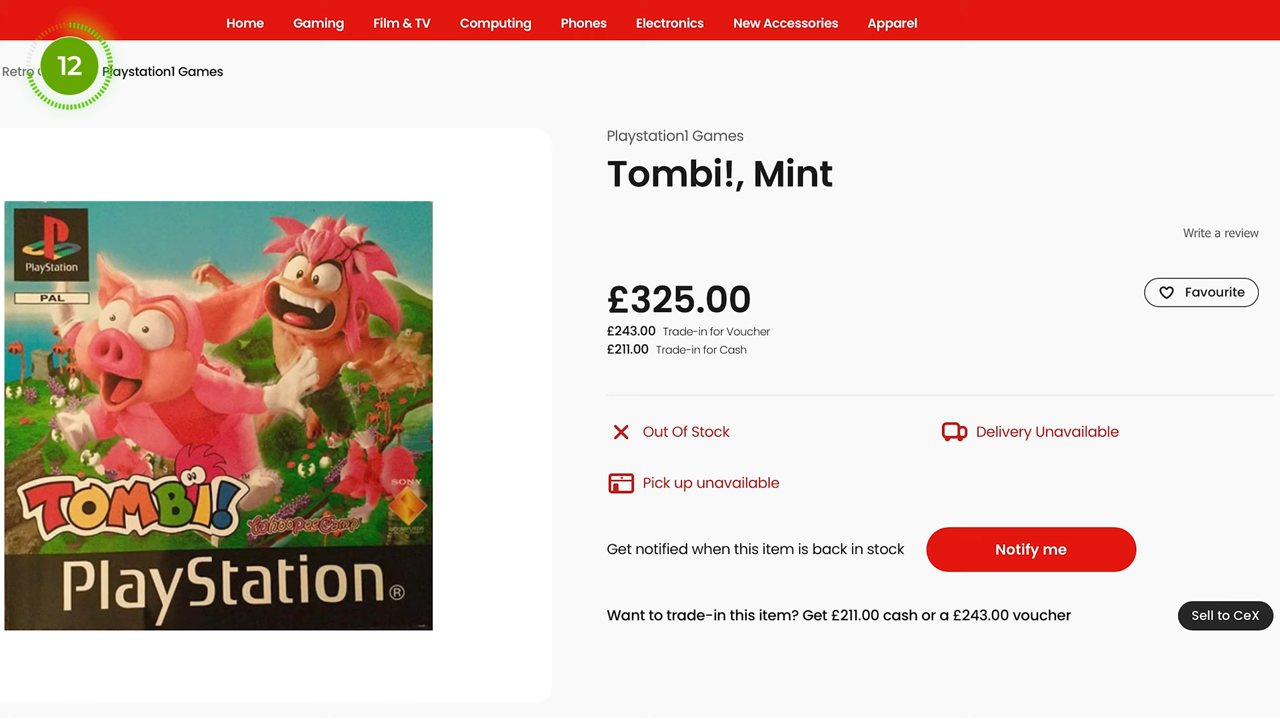 Home Gaming Film & TV Computing Phones Electronics New Accessories Apparel
12
Retro Playstation1 Games
Playstation1 Games
Tombi!, Mint
Write a review
£325.00
Favourite
£243.00 Trade-in for Voucher
£211.00 Trade-in for Cash
Out Of Stock
Delivery Unavailable
Pick up unavailable
Get notified when this item is back in stock
Notify me
Want to trade-in this item? Get £211.00 cash or a £243.00 voucher
Sell to CeX
PlayStation
PAL
TOMBi!
TM
YahoopeeCamp
SONY
PlayStation®